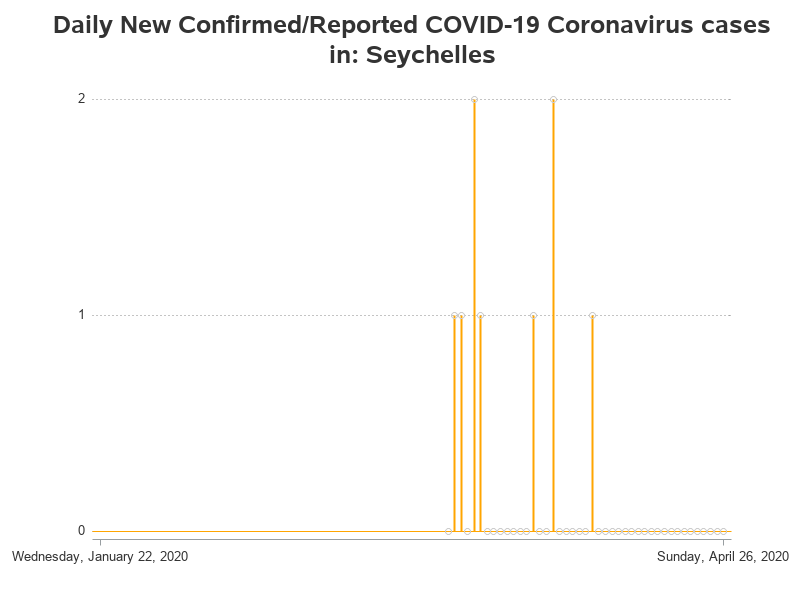 Daily New Confirmed/Reported COVID-19 Coronavirus cases
in: Seychelles
2
1
0
Wednesday, January 22, 2020
Sunday, April 26, 2020